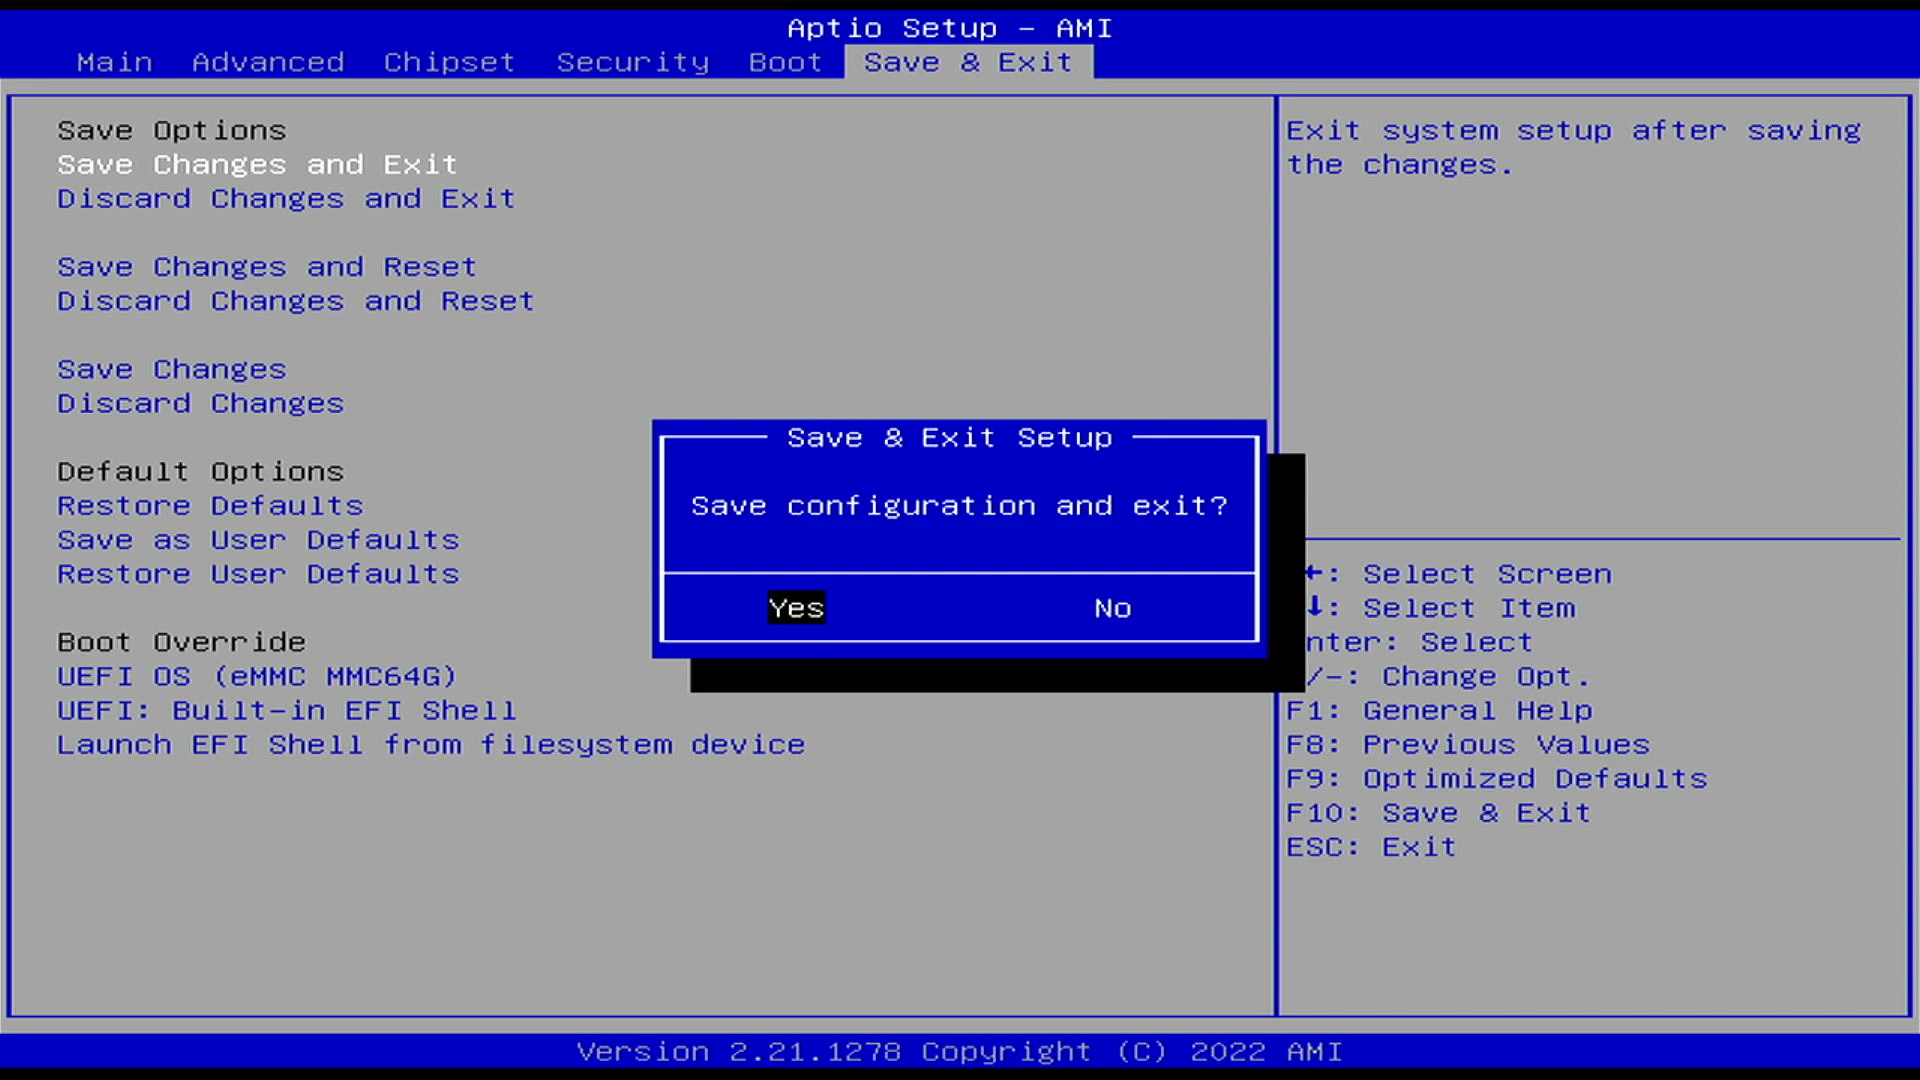 Aptio Setup – AMI
Main Advanced Chipset Security Boot Save & Exit
Save Options
Save Changes and Exit
Discard Changes and Exit
Save Changes and Reset
Discard Changes and Reset
Save Changes
Discard Changes
Default Options
Restore Defaults
Save as User Defaults
Restore User Defaults
Boot Override
UEFI OS (eMMC MMC64G)
UEFI: Built-in EFI Shell
Launch EFI Shell from filesystem device
Save & Exit Setup
Save configuration and exit?
Yes No
Exit system setup after saving
the changes.
←: Select Screen
↓: Select Item
nter: Select
/-: Change Opt.
F1: General Help
F8: Previous Values
F9: Optimized Defaults
F10: Save & Exit
ESC: Exit
Version 2.21.1278 Copyright (C) 2022 AMI